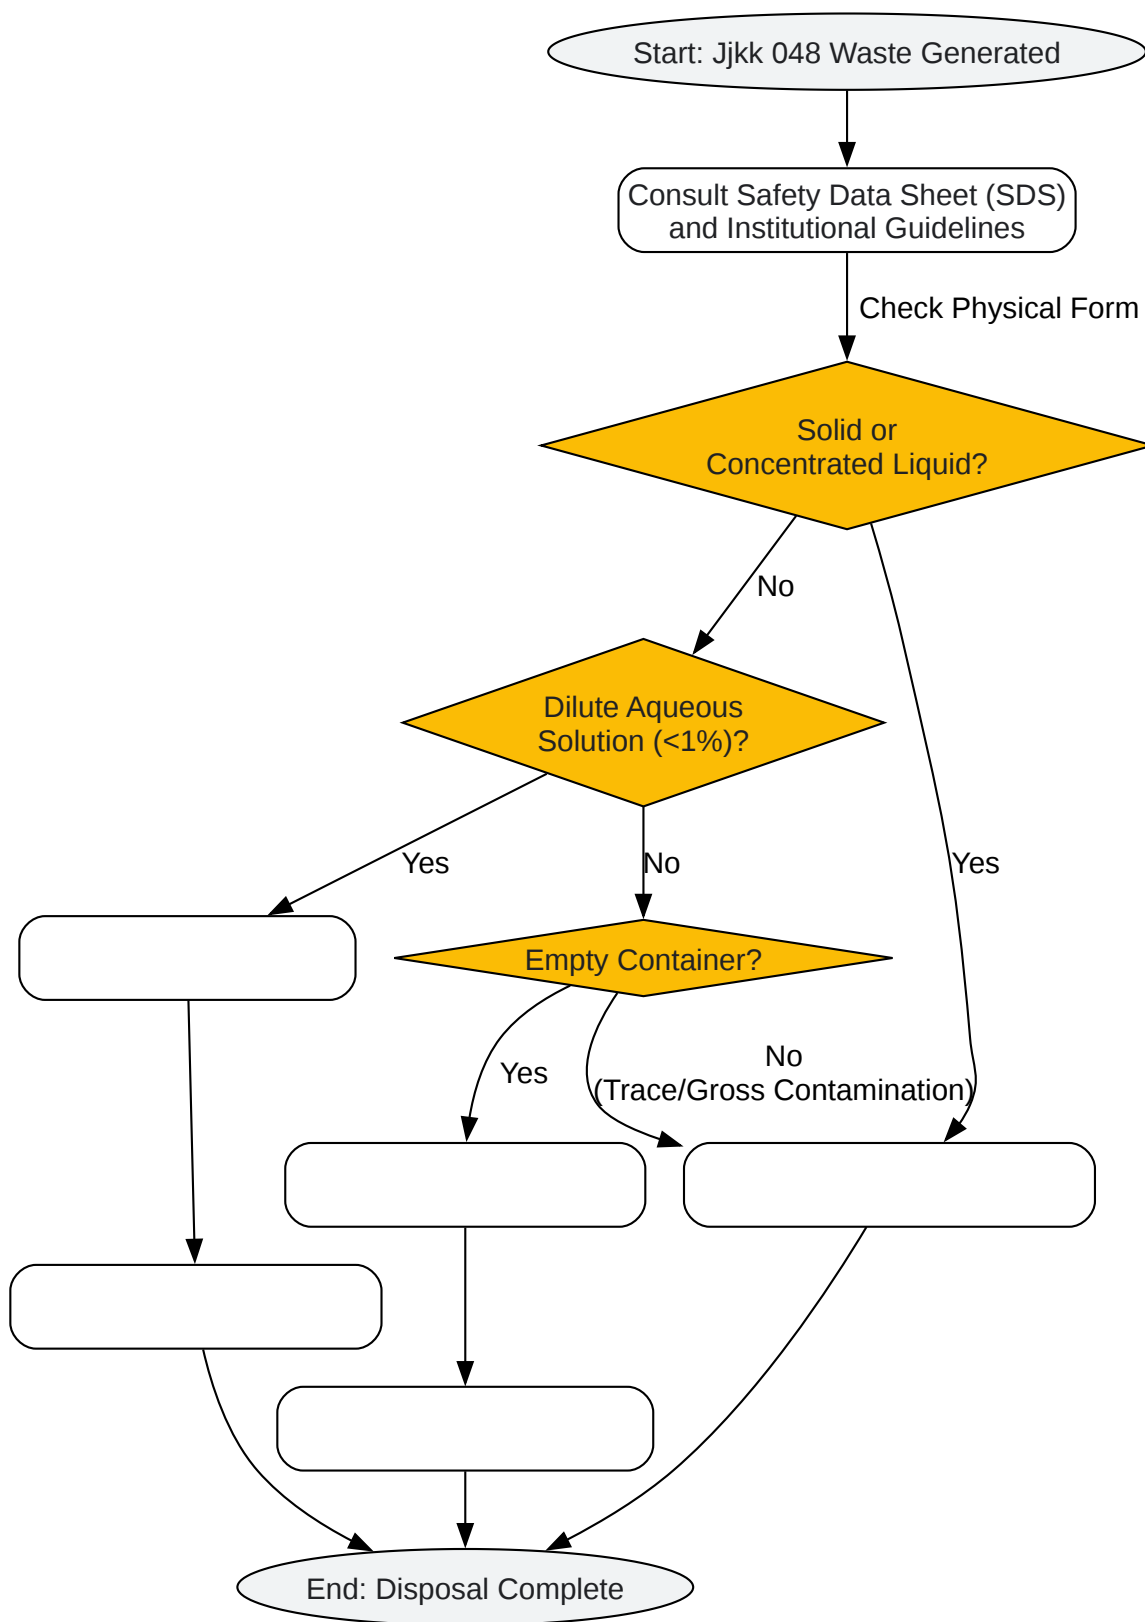 Start: Jjkk 048 Waste Generated
Consult Safety Data Sheet (SDS)
and Institutional Guidelines
Check Physical Form
Solid or
Concentrated Liquid?
No
Dilute Aqueous
Solution (<1%)?
Yes
No
Yes
Empty Container?
Yes
No
(Trace/Gross Contamination)
End: Disposal Complete